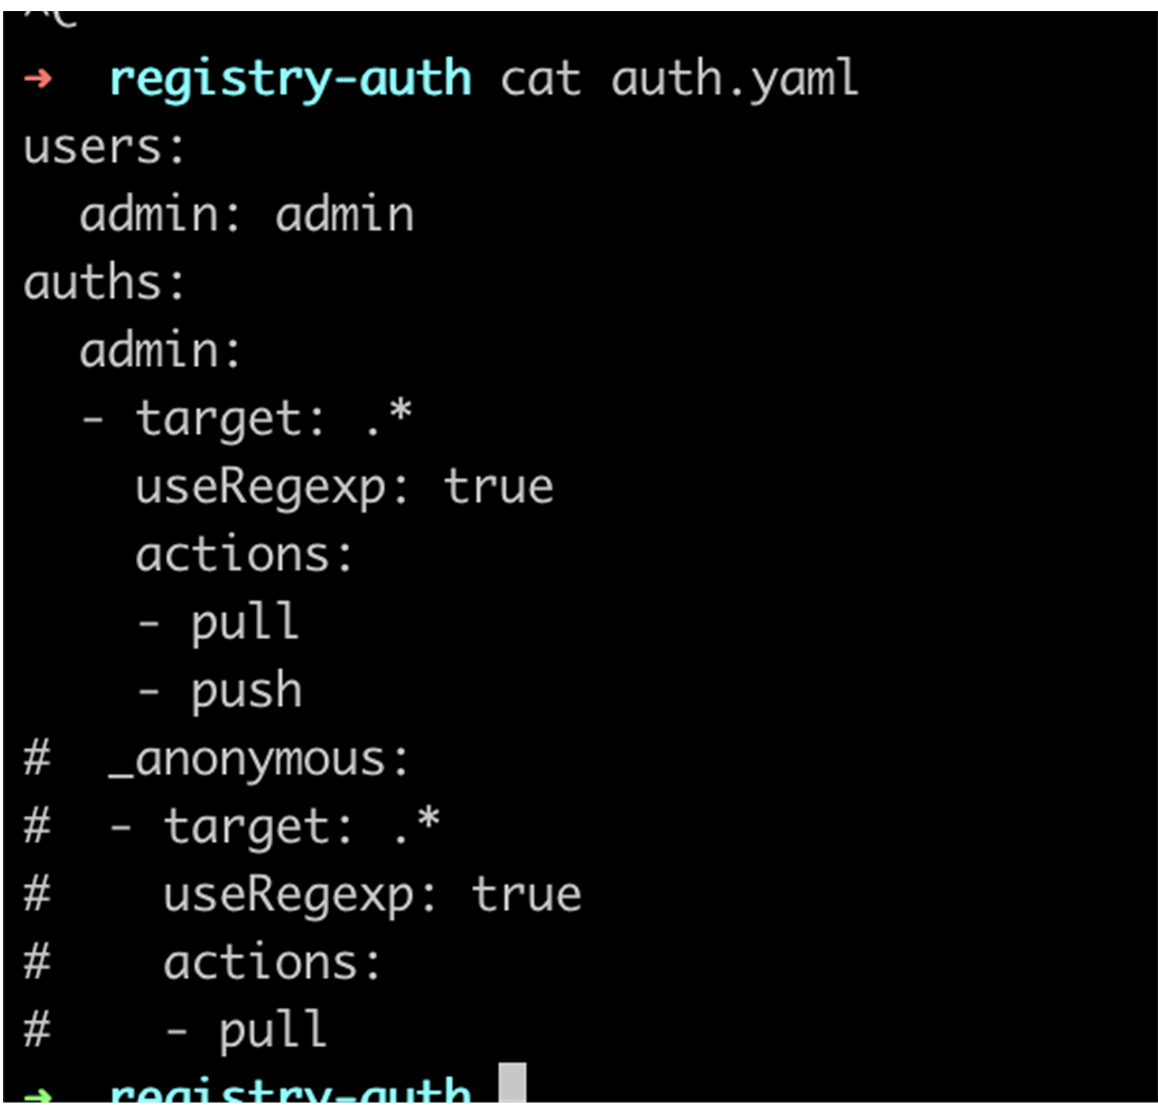 ^C
➜  registry-auth cat auth.yaml
users:
  admin: admin
auths:
  admin:
  - target: .*
    useRegexp: true
    actions:
    - pull
    - push
#  _anonymous:
#  - target: .*
#    useRegexp: true
#    actions:
#    - pull
➜  registry-auth